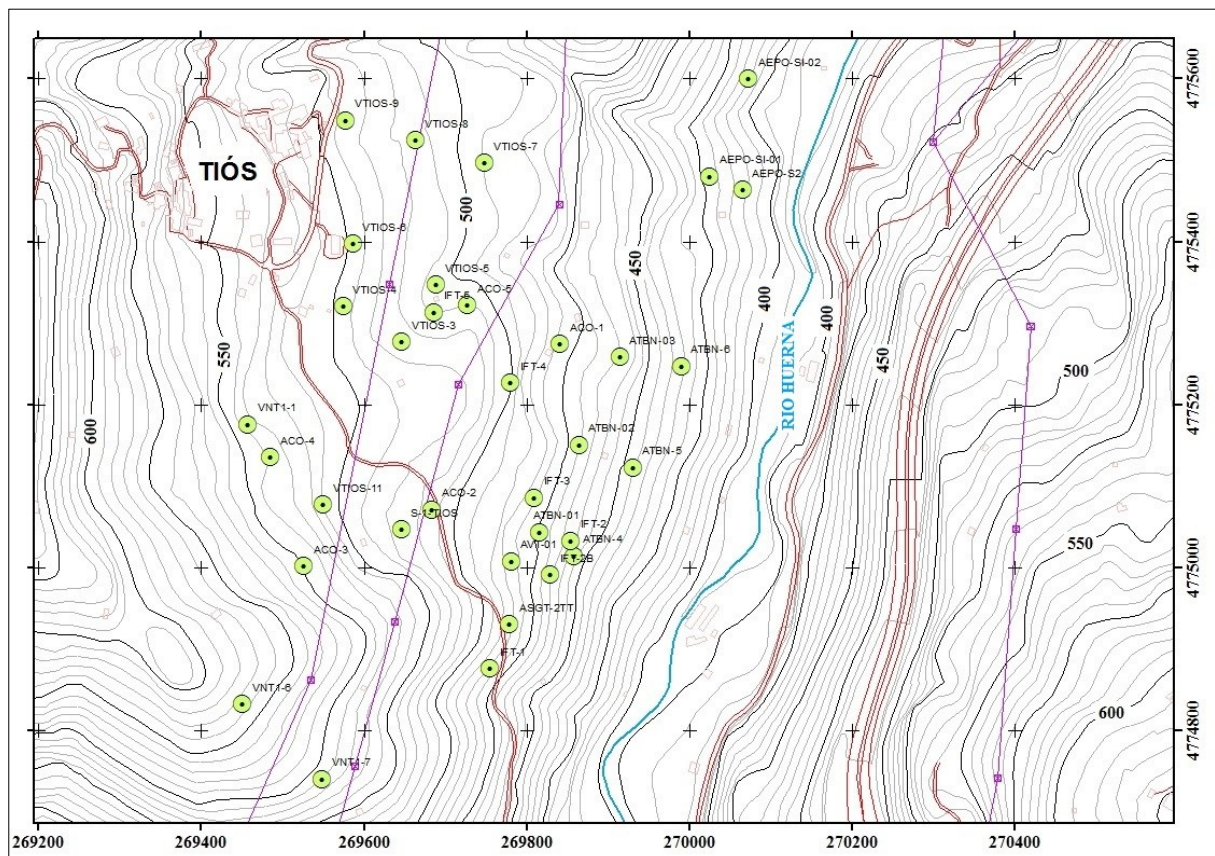 AEPO-SI-02
4775600
VTIOS-9
VTIOS-8
VTIOS-7
TIÓS
AEPO-SI-01
AEPO-S2
500
VTIOS-6
4775400
450
400
VTIOS-5
IFT-5
ACO-5
VTIOS-4
VTIOS-3
ACO-1
ATBN-03
ATBN-6
RIO HUERNA
400
450
550
IFT-4
500
600
VNT1-1
4775200
ACO-4
ATBN-02
ATBN-5
VTIOS-11
ACO-2
S-1-TIOS
IFT-3
ATBN-01
IFT-2
ATBN-4
AVT-01
IFT-2B
ACO-3
4775000
550
ASGT-2TT
IFT-1
VNT1-6
600
4774800
VNT1-7
269200
269400
269600
269800
270000
270200
270400